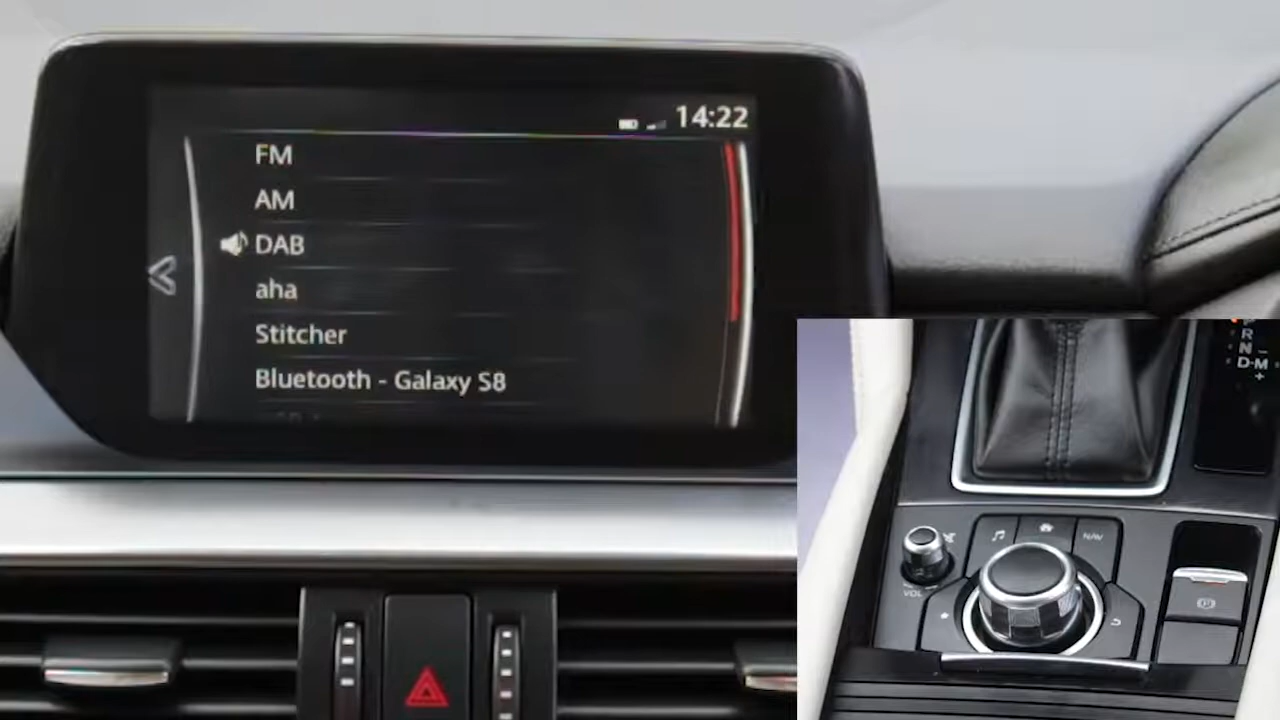 14:22
FM
AM
DAB
aha
Stitcher
Bluetooth - Galaxy S8
R
N
D-M
+
NAV
VOL